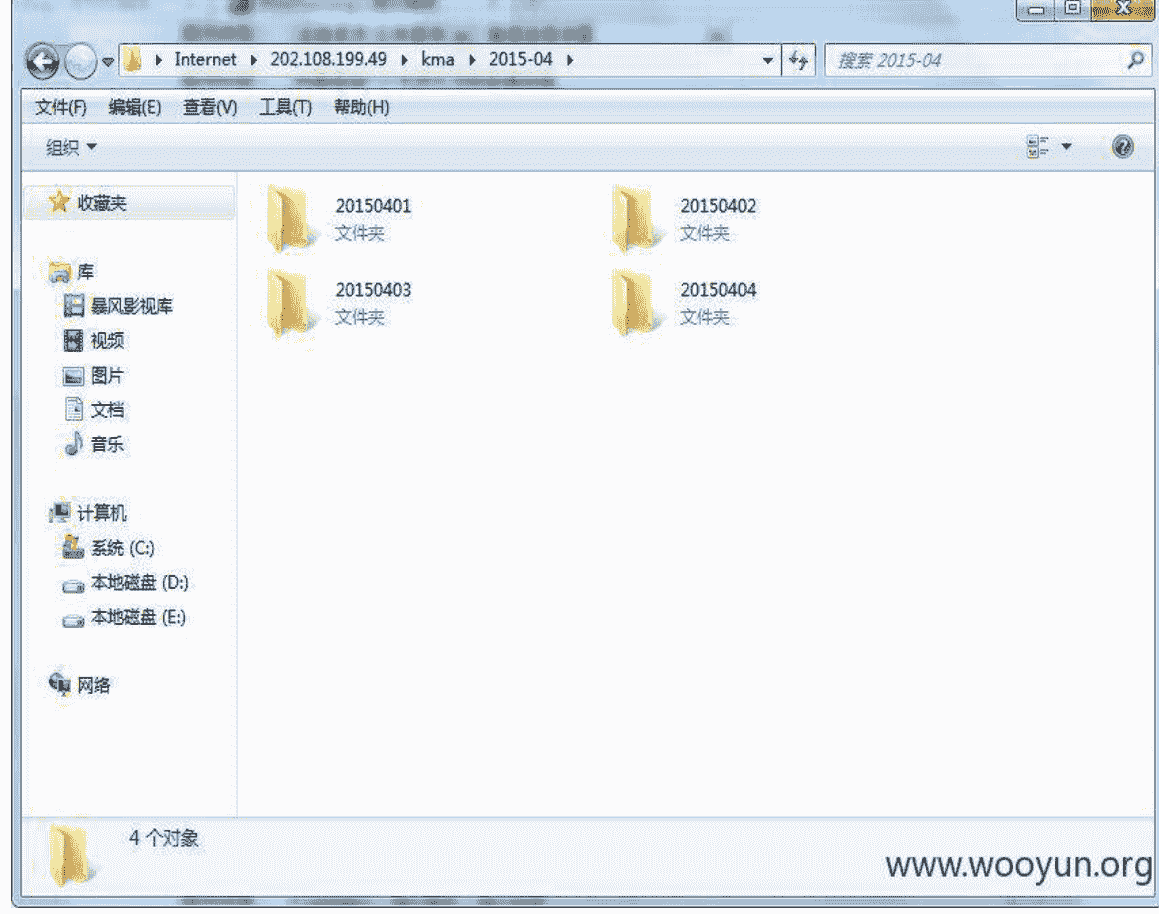 Internet 202.108.199.49 kma 2015-04 搜索 2015-04
文件(F) 编辑(E) 查看(V) 工具(T) 帮助(H)
组织
收藏夹
库
暴风影视库
视频
图片
文档
音乐
计算机
系统 (C:)
本地磁盘 (D:)
本地磁盘 (E:)
网络
20150401
文件夹
20150402
文件夹
20150403
文件夹
20150404
文件夹
4 个对象
www.wooyun.org